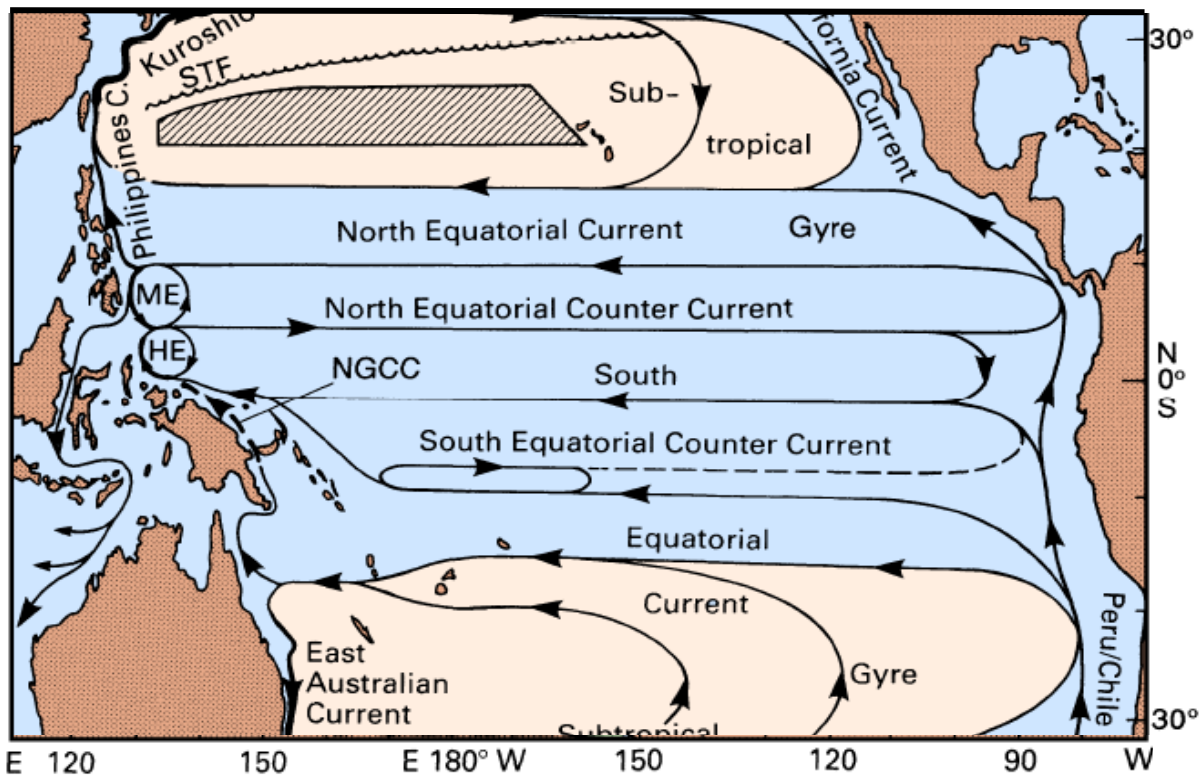 Kuroshio
STF
Philippines C.
Sub-
tropical
Gyre
fornia Current
30°
North Equatorial Current
ME
North Equatorial Counter Current
HE
NGCC
South
N
0°
S
South Equatorial Counter Current
Equatorial
Current
Gyre
East
Australian
Current
Subtropical
Peru/Chile
30°
E 120 150 E 180° W 150 120 90 W